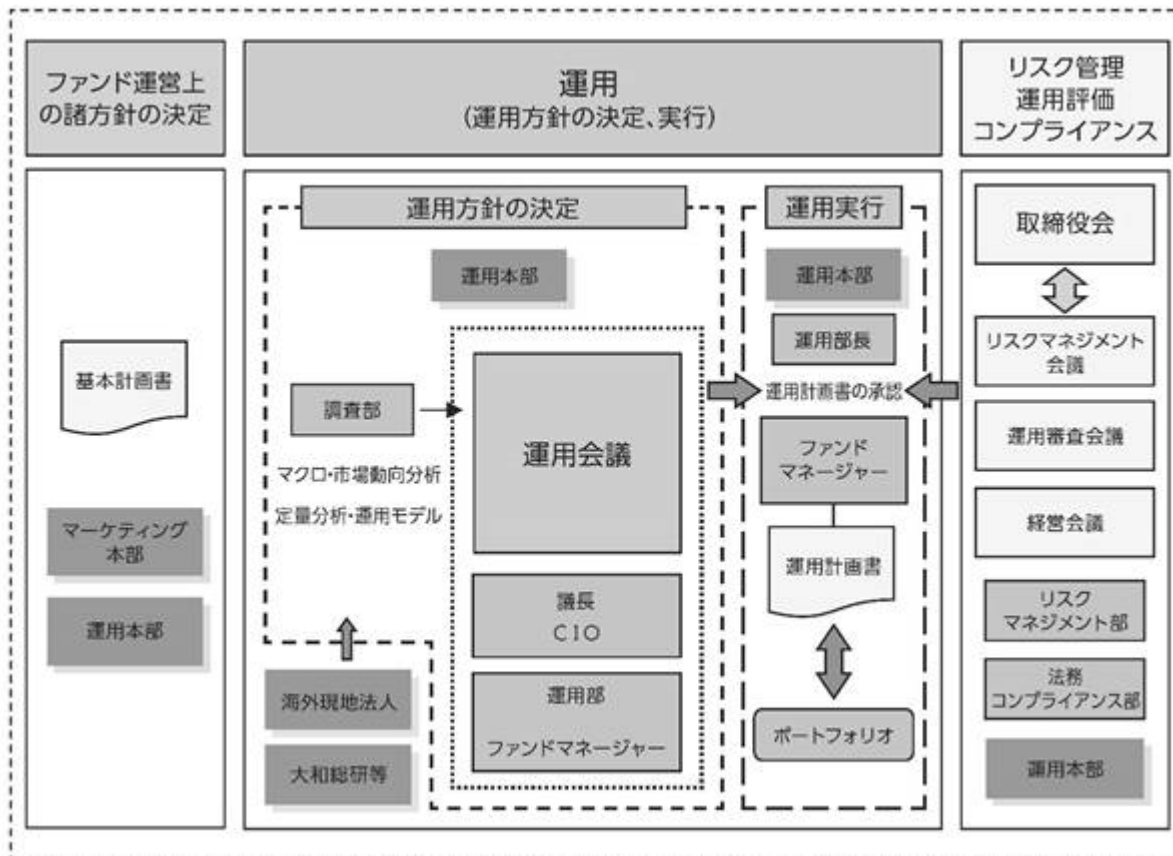 ファンド運営上
の諸方針の決定
運用
(運用方針の決定、実行)
リスク管理
運用評価
コンプライアンス
基本計画書
マーケティング
本部
運用本部
運用方針の決定
運用本部
調査部
マクロ・市場動向分析
定量分析・運用モデル
運用会議
議長
CIO
運用部
ファンドマネージャー
海外現地法人
大和総研等
運用実行
運用本部
運用部長
運用計画書の承認
ファンド
マネージャー
運用計画書
ポートフォリオ
取締役会
リスクマネジメント
会議
運用審査会議
経営会議
リスク
マネジメント部
法務
コンプライアンス部
運用本部